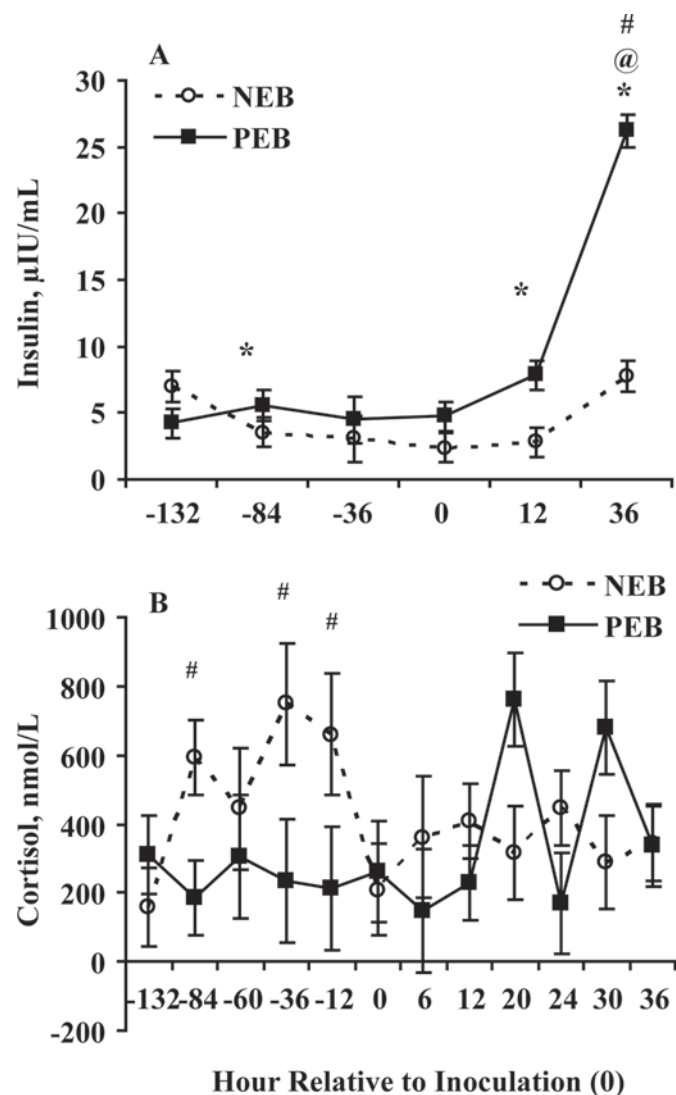 #
A
@
*
30
NEB
25
PEB
20
Insulin, µIU/mL
15
*
10
*
5
0
-132 -84 -36 0 12 36
NEB
#
1000
B
PEB
#
#
800
600
Cortisol, nmol/L
400
200
0
-132 -84 -60 -36 -12 0 6 12 20 24 30 36
-200
Hour Relative to Inoculation (0)